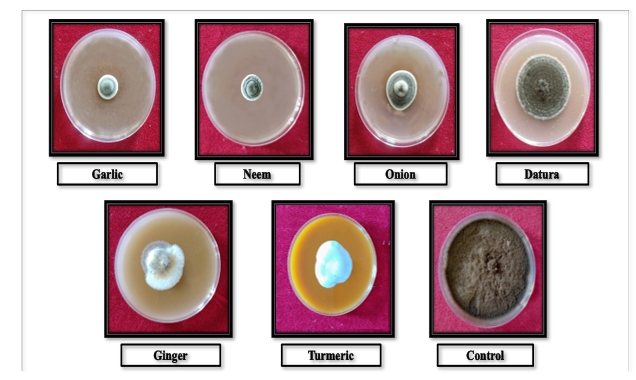 Garlic
Neem
Onion
Datura
Ginger
Turmeric
Control